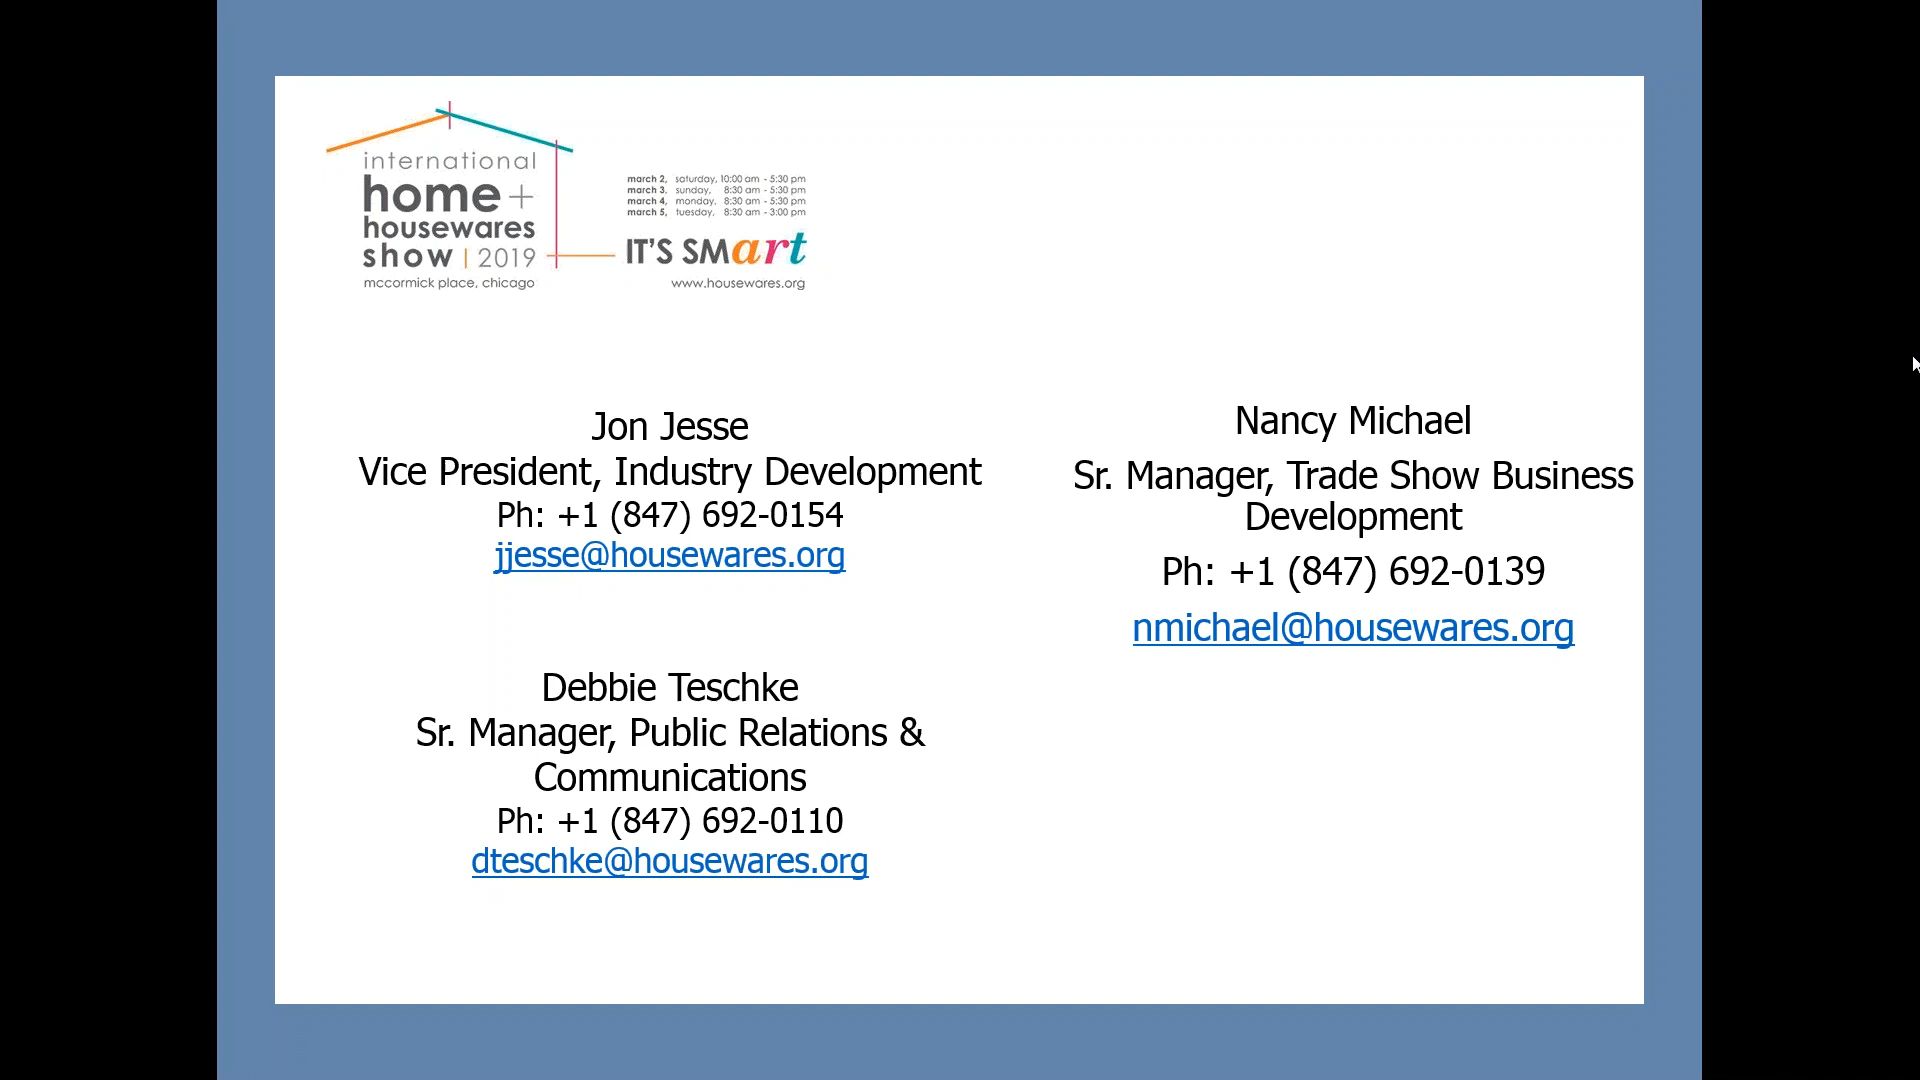 international
home+
housewares
show | 2019
mccormick place, chicago
march 2, saturday, 10:00 am - 5:30 pm
march 3, sunday, 8:30 am - 5:30 pm
march 4, monday, 8:30 am - 5:30 pm
march 5, tuesday, 8:30 am - 3:00 pm
IT'S SMart
www.housewares.org
Jon Jesse
Vice President, Industry Development
Ph: +1 (847) 692-0154
jjesse@housewares.org
Debbie Teschke
Sr. Manager, Public Relations &
Communications
Ph: +1 (847) 692-0110
dteschke@housewares.org
Nancy Michael
Sr. Manager, Trade Show Business
Development
Ph: +1 (847) 692-0139
nmichael@housewares.org